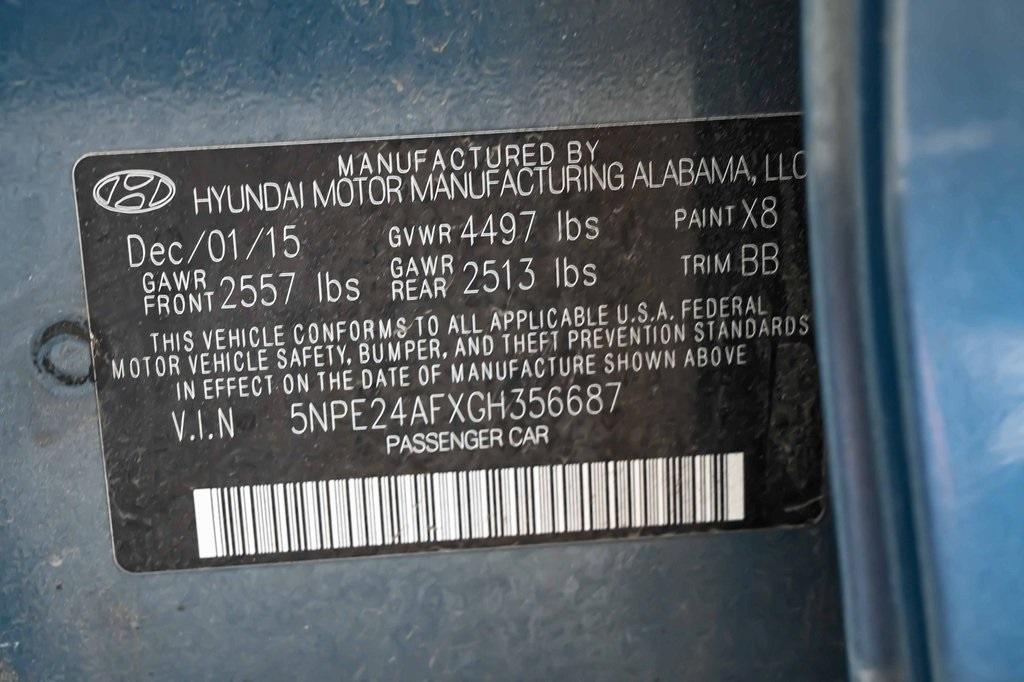 MANUFACTURED BY
HYUNDAI MOTOR MANUFACTURING ALABAMA, LLC
Dec/01/15 GVWR 4497 lbs PAINT X8
GAWR FRONT 2557 lbs GAWR REAR 2513 lbs TRIM BB
THIS VEHICLE CONFORMS TO ALL APPLICABLE U.S.A. FEDERAL
MOTOR VEHICLE SAFETY, BUMPER, AND THEFT PREVENTION STANDARDS
IN EFFECT ON THE DATE OF MANUFACTURE SHOWN ABOVE
V.I.N 5NPE24AFXGH356687
PASSENGER CAR